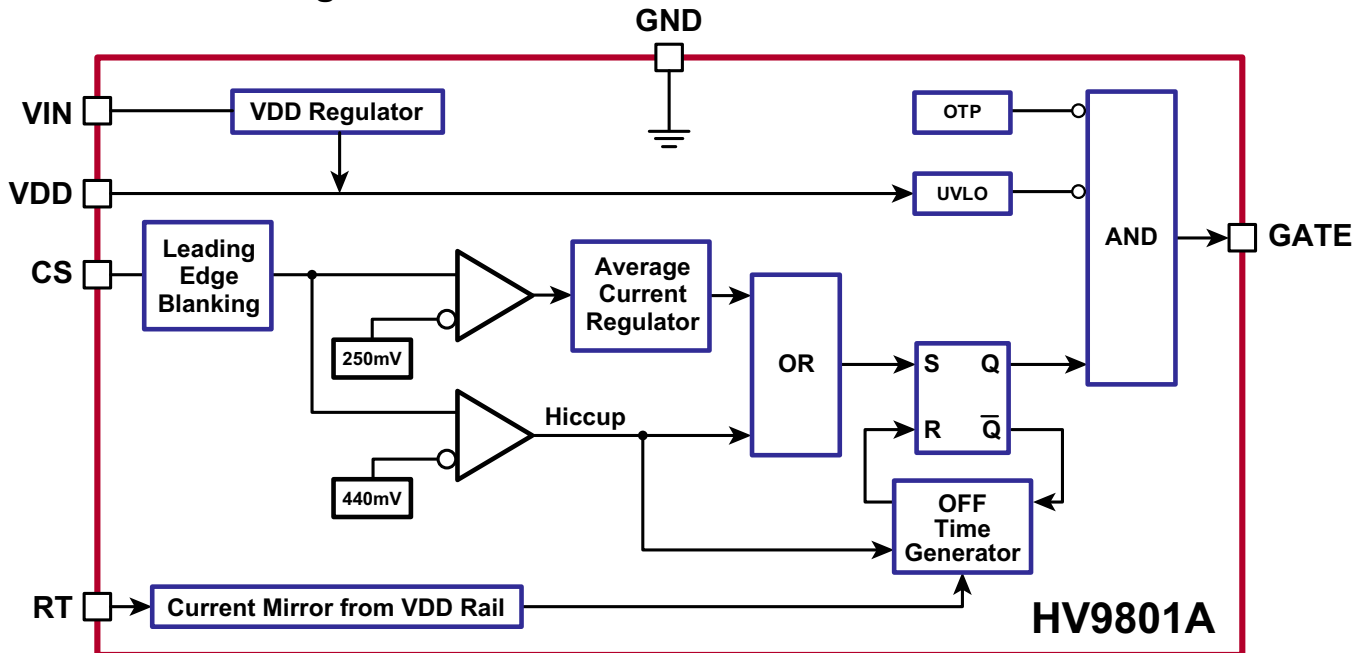 GND
VIN
VDD Regulator
OTP
VDD
UVLO
AND
GATE
CS
Leading
Edge
Blanking
Average
Current
Regulator
250mV
OR
S Q
Hiccup
R Q̅
440mV
OFF
Time
Generator
RT
Current Mirror from VDD Rail
HV9801A